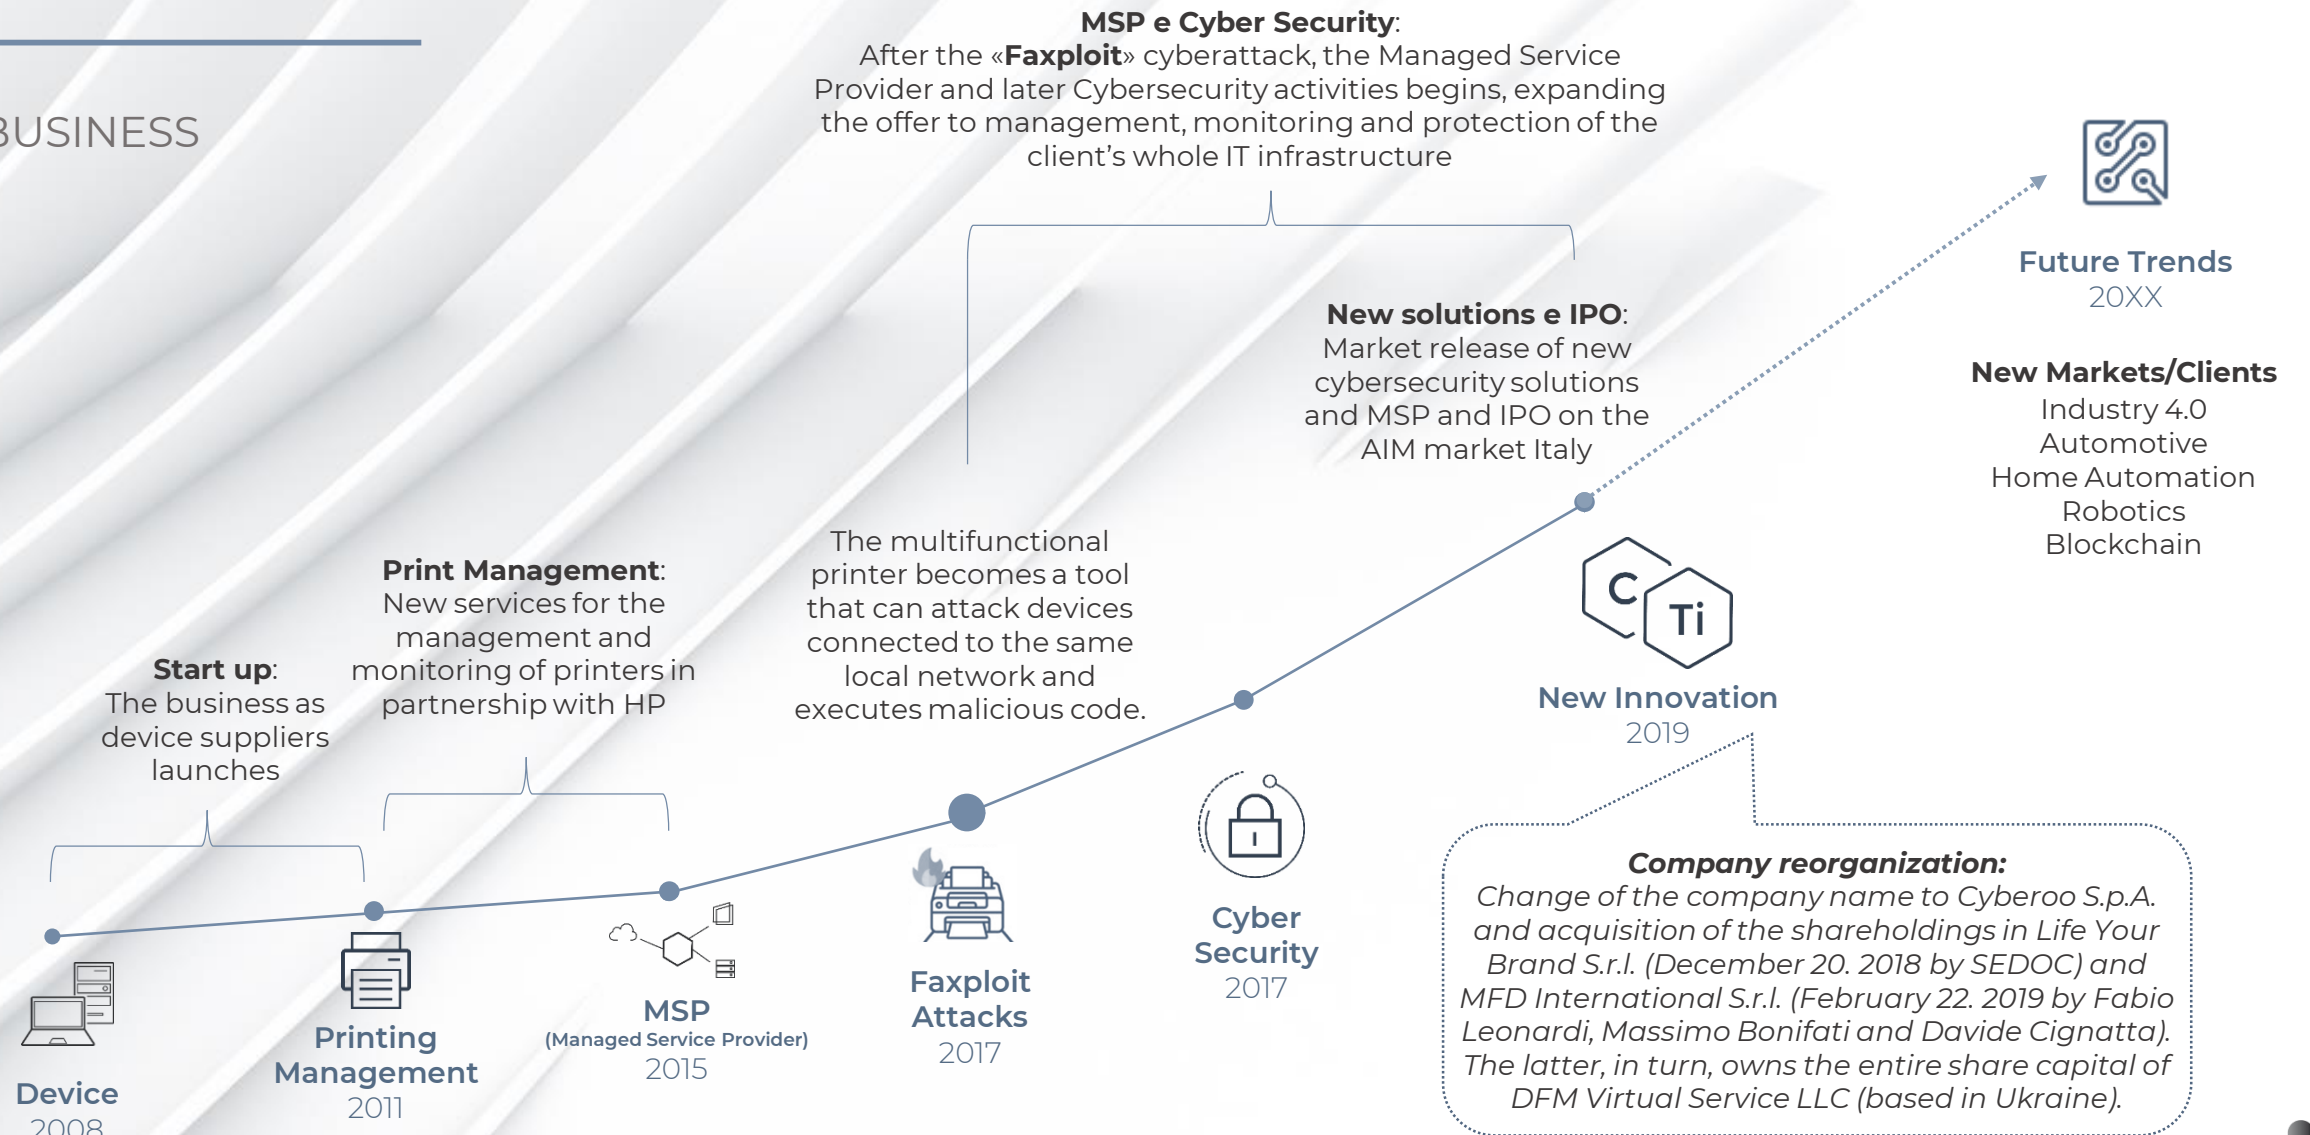 BUSINESS
MSP e Cyber Security:
After the «Faxploit» cyberattack, the Managed Service
Provider and later Cybersecurity activities begins, expanding
the offer to management, monitoring and protection of the
client's whole IT infrastructure
Future Trends
20XX
New Markets/Clients
Industry 4.0
Automotive
Home Automation
Robotics
Blockchain
New solutions e IPO:
Market release of new
cybersecurity solutions
and MSP and IPO on the
AIM market Italy
The multifunctional
printer becomes a tool
that can attack devices
connected to the same
local network and
executes malicious code.
Print Management:
New services for the
management and
monitoring of printers in
partnership with HP
Start up:
The business as
device suppliers
launches
Device
2008
Printing
Management
2011
MSP
(Managed Service Provider)
2015
Faxploit
Attacks
2017
Cyber
Security
2017
C
Ti
New Innovation
2019
Company reorganization:
Change of the company name to Cyberoo S.p.A.
and acquisition of the shareholdings in Life Your
Brand S.r.l. (December 20. 2018 by SEDOC) and
MFD International S.r.l. (February 22. 2019 by Fabio
Leonardi, Massimo Bonifati and Davide Cignatta).
The latter, in turn, owns the entire share capital of
DFM Virtual Service LLC (based in Ukraine).